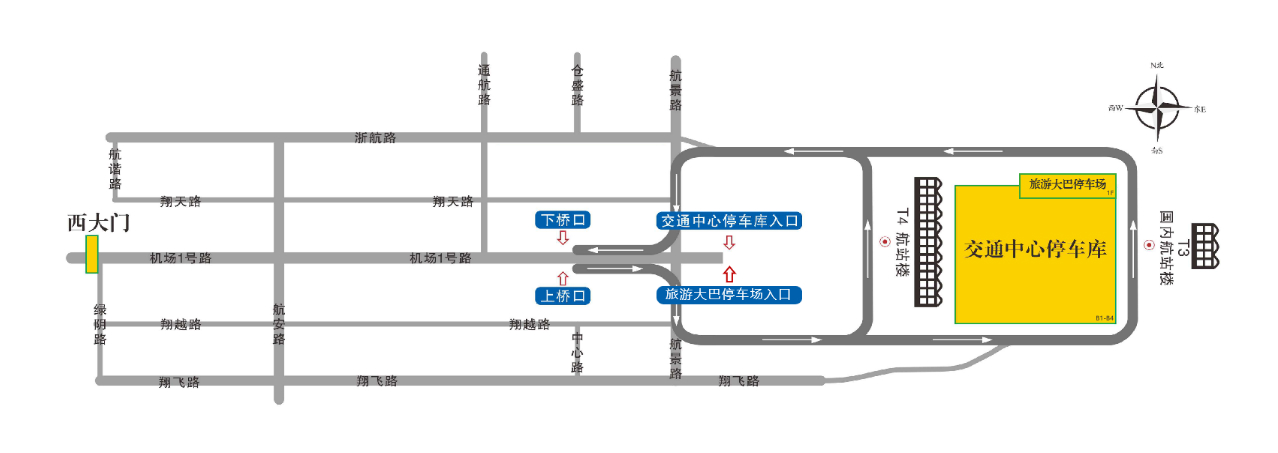 N北
西W
东E
南S
通航路
仓盛路
航景路
浙航路
航谐路
翔天路
翔天路
旅游大巴停车场
1F
西大门
下桥口
交通中心停车库入口
T4 航站楼
交通中心停车库
国内航站楼
T3
机场1号路
机场1号路
上桥口
旅游大巴停车场入口
绿阴路
航安路
翔越路
翔越路
B1-B4
中心路
航景路
翔飞路
翔飞路
翔飞路